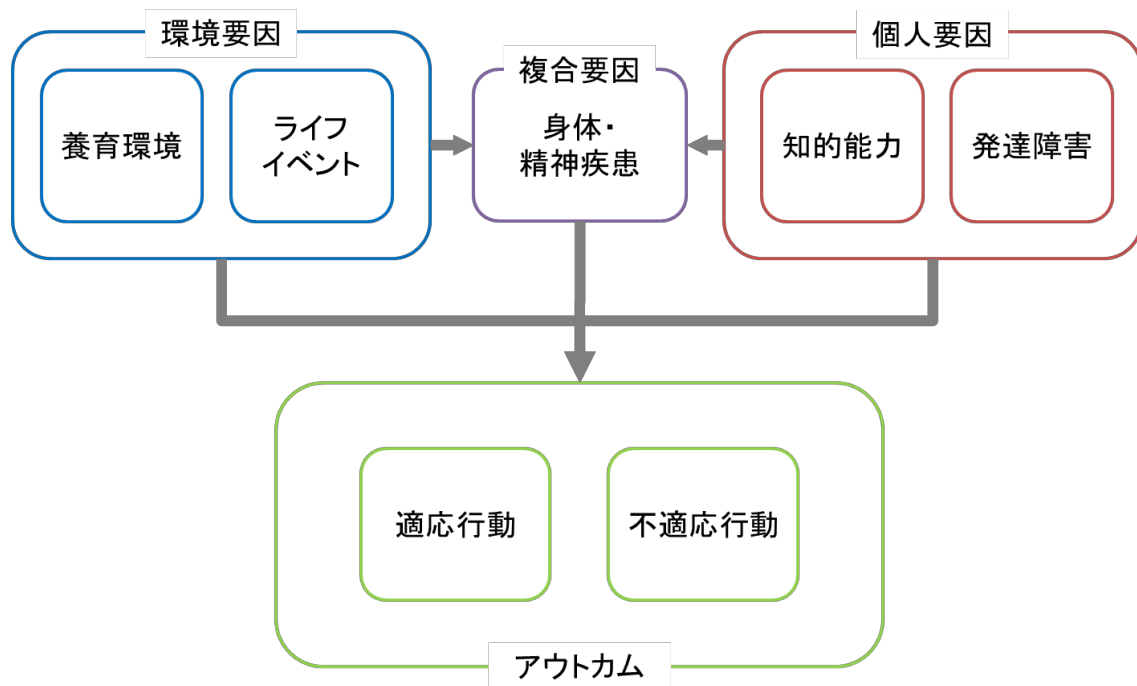 環境要因
養育環境
ライフ
イベント
複合要因
身体・
精神疾患
個人要因
知的能力
発達障害
適応行動
不適応行動
アウトカム